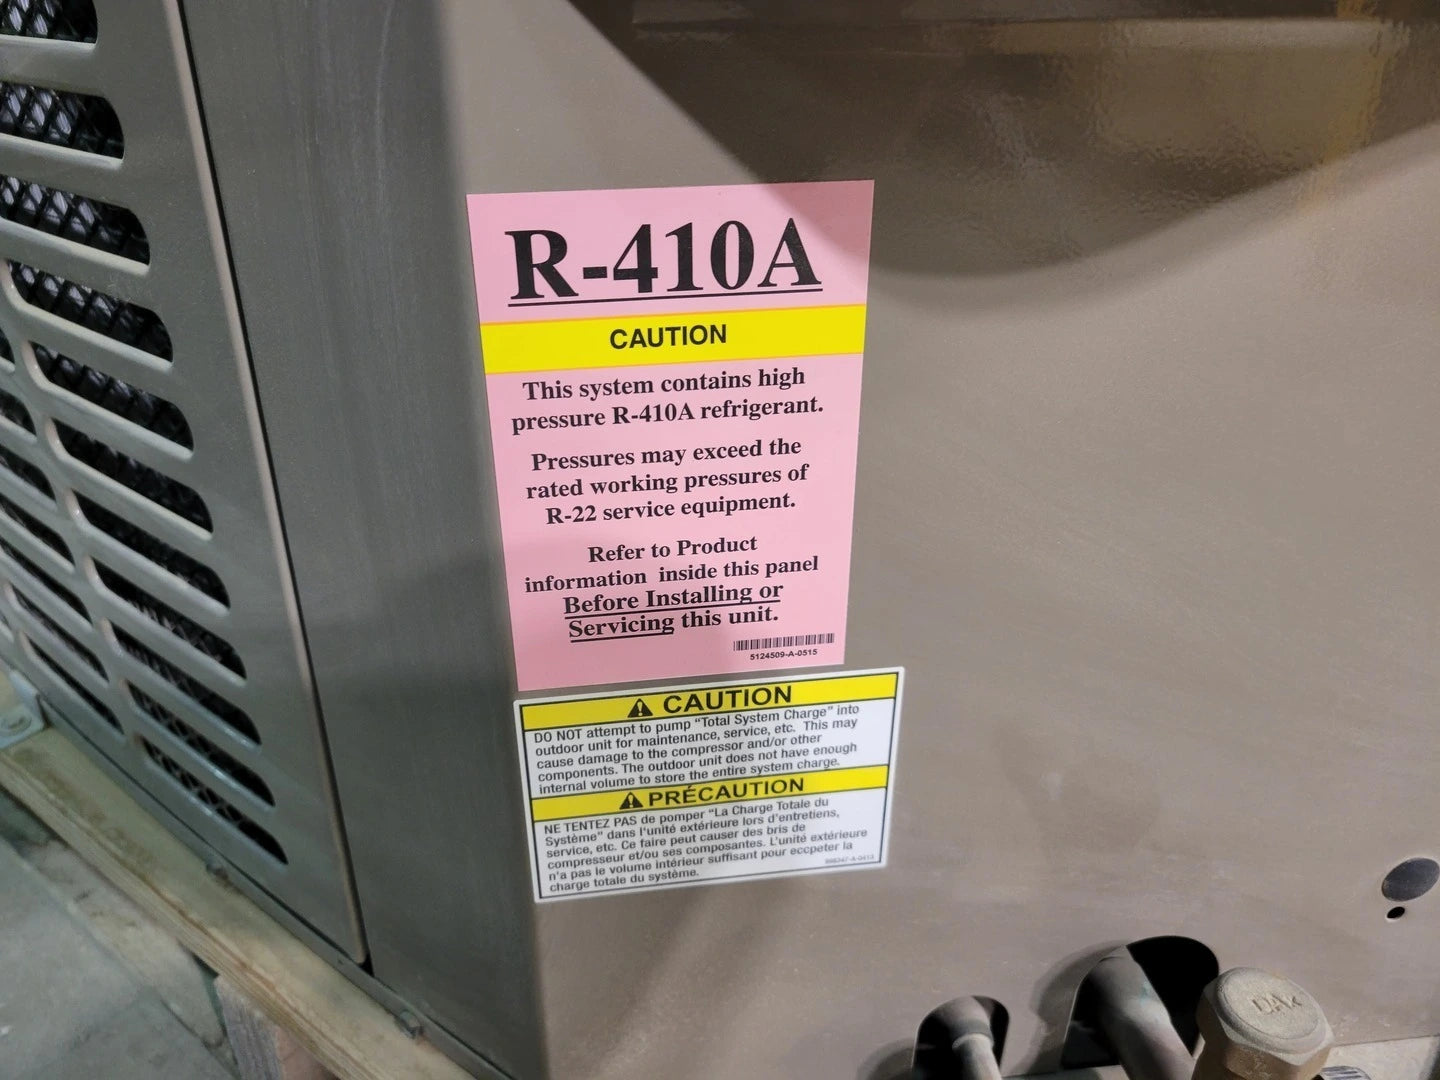 R-410A
CAUTION
This system contains high
pressure R-410A refrigerant.
Pressures may exceed the
rated working pressures of
R-22 service equipment.
Refer to Product
information inside this panel
Before Installing or
Servicing this unit.
5124509-A-0515
CAUTION
DO NOT attempt to pump “Total System Charge” into
outdoor unit for maintenance, service, etc. This may
cause damage to the compressor and/or other
components. The outdoor unit does not have enough
internal volume to store the entire system charge.
PRÉCAUTION
NE TENTEZ PAS de pomper “La Charge Totale du
Système” dans l'unité extérieure lors d'entretiens,
service, etc. Ce faire peut causer des bris de
compresseur et/ou ses composantes. L'unité extérieure
n'a pas le volume intérieur suffisant pour eccpeter la
charge totale du système.